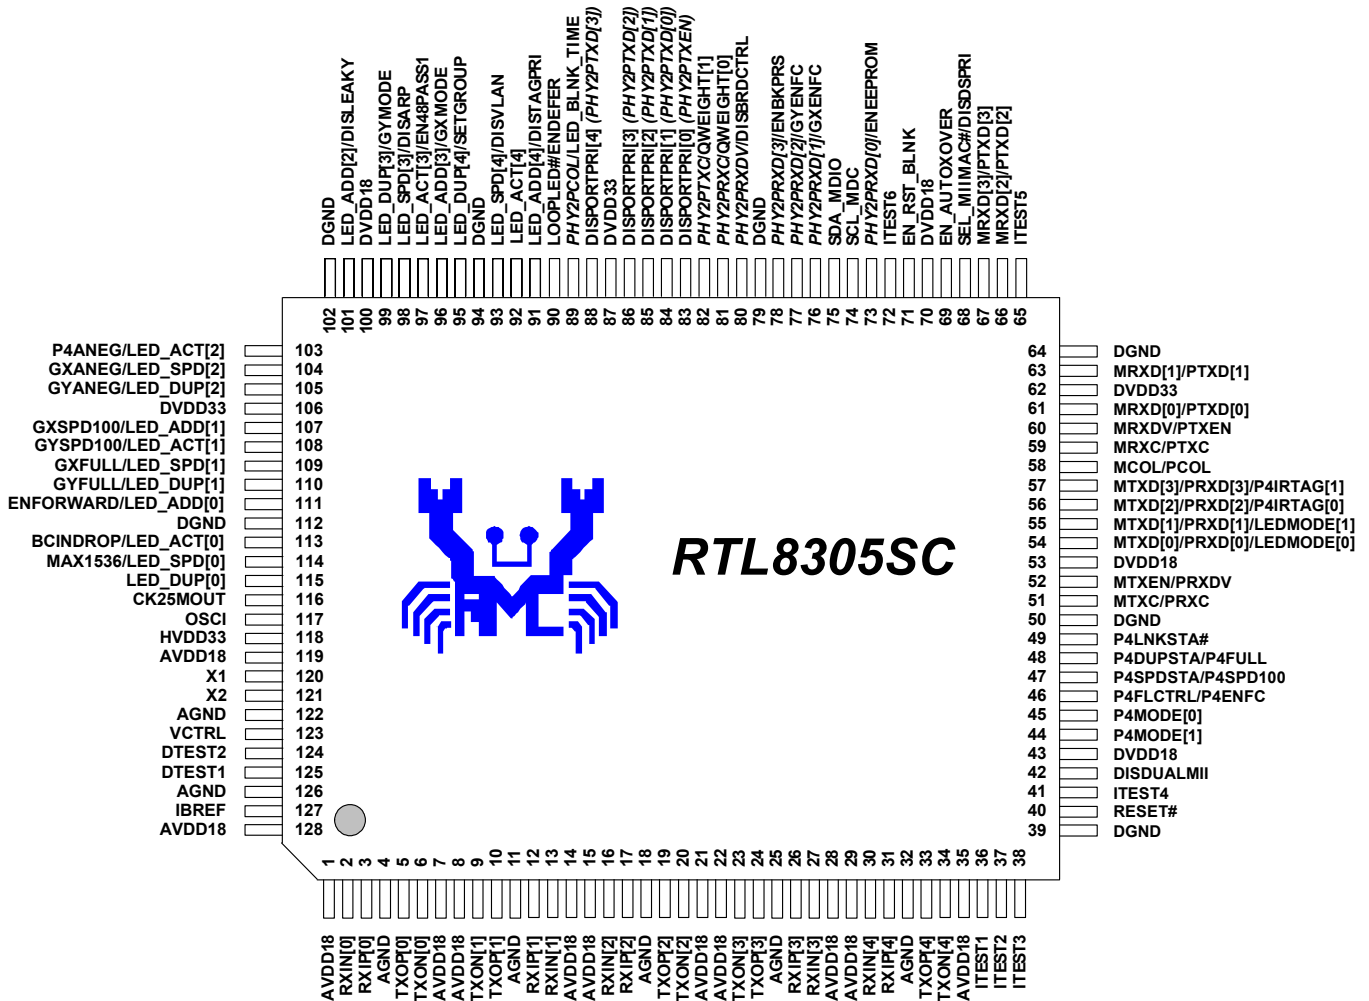 DGND
LED_ADD[2]/DISLEAKY
DVDD18
LED_DUP[3]/GYMODE
LED_SPD[3]/DISARP
LED_ACT[3]/EN48PASS1
LED_ADD[3]/GXMODE
LED_DUP[4]/SETGROUP
DGND
LED_SPD[4]/DISVLAN
LED_ACT[4]
LED_ADD[4]/DISTAGPRI
LOOPLED#/ENDEFER
PHY2PCOL/LED_BLNK_TIME
DISPORTPRI[4] (PHY2PTXD[3])
DVDD33
DISPORTPRI[3] (PHY2PTXD[2])
DISPORTPRI[2] (PHY2PTXD[1])
DISPORTPRI[1] (PHY2PTXD[0])
DISPORTPRI[0] (PHY2PTXEN)
PHY2PTXC/QWEIGHT[1]
PHY2PRXC/QWEIGHT[0]
PHY2PRXDV/DISBRDCTRL
DGND
PHY2PRXD[3]/ENBKPRS
PHY2PRXD[2]/GYENFC
PHY2PRXD[1]/GXENFC
SDA_MDIO
SCL_MDC
PHY2PRXD[0]/ENEEPROM
ITEST6
EN_RST_BLNK
DVDD18
EN_AUTOXOVER
SEL_MIIMAC#/DISDSPRI
MRXD[3]/PTXD[3]
MRXD[2]/PTXD[2]
ITEST5
102
101
100
99
98
97
96
95
94
93
92
91
90
89
88
87
86
85
84
83
82
81
80
79
78
77
76
75
74
73
72
71
70
69
68
67
66
65
P4ANEG/LED_ACT[2] 103
GXANEG/LED_SPD[2] 104
GYANEG/LED_DUP[2] 105
DVDD33 106
GXSPD100/LED_ADD[1] 107
GYSPD100/LED_ACT[1] 108
GXFULL/LED_SPD[1] 109
GYFULL/LED_DUP[1] 110
ENFORWARD/LED_ADD[0] 111
DGND 112
BCINDROP/LED_ACT[0] 113
MAX1536/LED_SPD[0] 114
LED_DUP[0] 115
CK25MOUT 116
OSCI 117
HVDD33 118
AVDD18 119
X1 120
X2 121
AGND 122
VCTRL 123
DTEST2 124
DTEST1 125
AGND 126
IBREF 127
AVDD18 128
RTL8305SC
64 DGND
63 MRXD[1]/PTXD[1]
62 DVDD33
61 MRXD[0]/PTXD[0]
60 MRXDV/PTXEN
59 MRXC/PTXC
58 MCOL/PCOL
57 MTXD[3]/PRXD[3]/P4IRTAG[1]
56 MTXD[2]/PRXD[2]/P4IRTAG[0]
55 MTXD[1]/PRXD[1]/LEDMODE[1]
54 MTXD[0]/PRXD[0]/LEDMODE[0]
53 DVDD18
52 MTXEN/PRXDV
51 MTXC/PRXC
50 DGND
49 P4LNKSTA#
48 P4DUPSTA/P4FULL
47 P4SPDSTA/P4SPD100
46 P4FLCTRL/P4ENFC
45 P4MODE[0]
44 P4MODE[1]
43 DVDD18
42 DISDUALMII
41 ITEST4
40 RESET#
39 DGND
1
2
3
4
5
6
7
8
9
10
11
12
13
14
15
16
17
18
19
20
21
22
23
24
25
26
27
28
29
30
31
32
33
34
35
36
37
38
AVDD18
RXIN[0]
RXIP[0]
AGND
TXOP[0]
TXON[0]
AVDD18
AVDD18
TXON[1]
TXOP[1]
AGND
RXIP[1]
RXIN[1]
AVDD18
AVDD18
RXIN[2]
RXIP[2]
AGND
TXOP[2]
TXON[2]
AVDD18
AVDD18
TXON[3]
TXOP[3]
AGND
RXIP[3]
RXIN[3]
AVDD18
AVDD18
RXIN[4]
RXIP[4]
AGND
TXOP[4]
TXON[4]
AVDD18
ITEST1
ITEST2
ITEST3